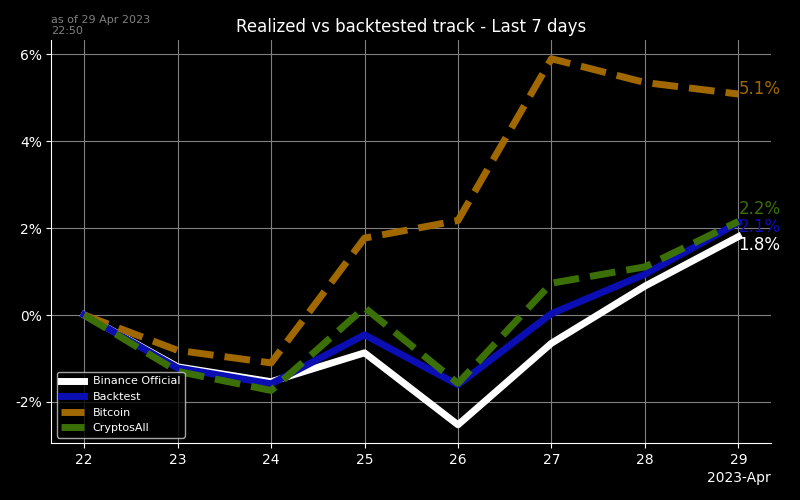 as of 29 Apr 2023
22:50
Realized vs backtested track - Last 7 days
6%
4%
2%
0%
-2%
5.1%
2.2%
2.1%
1.8%
Binance Official
Backtest
Bitcoin
CryptosAll
22 23 24 25 26 27 28 29
2023-Apr